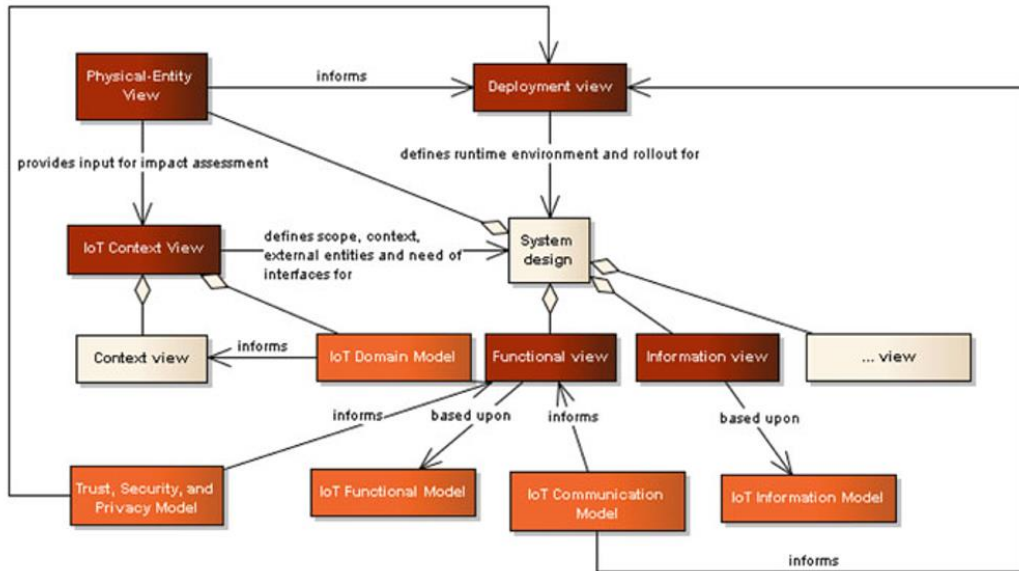 Physical-Entity
View
informs
Deployment view
provides input for impact assessment
defines runtime environment and rollout for
IoT Context View
defines scope, context,
external entities and need of
interfaces for
System
design
Context view
informs
IoT Domain Model
Functional view
Information view
... view
informs
based upon
informs
based upon
Trust, Security, and
Privacy Model
IoT Functional Model
IoT Communication
Model
IoT Information Model
informs